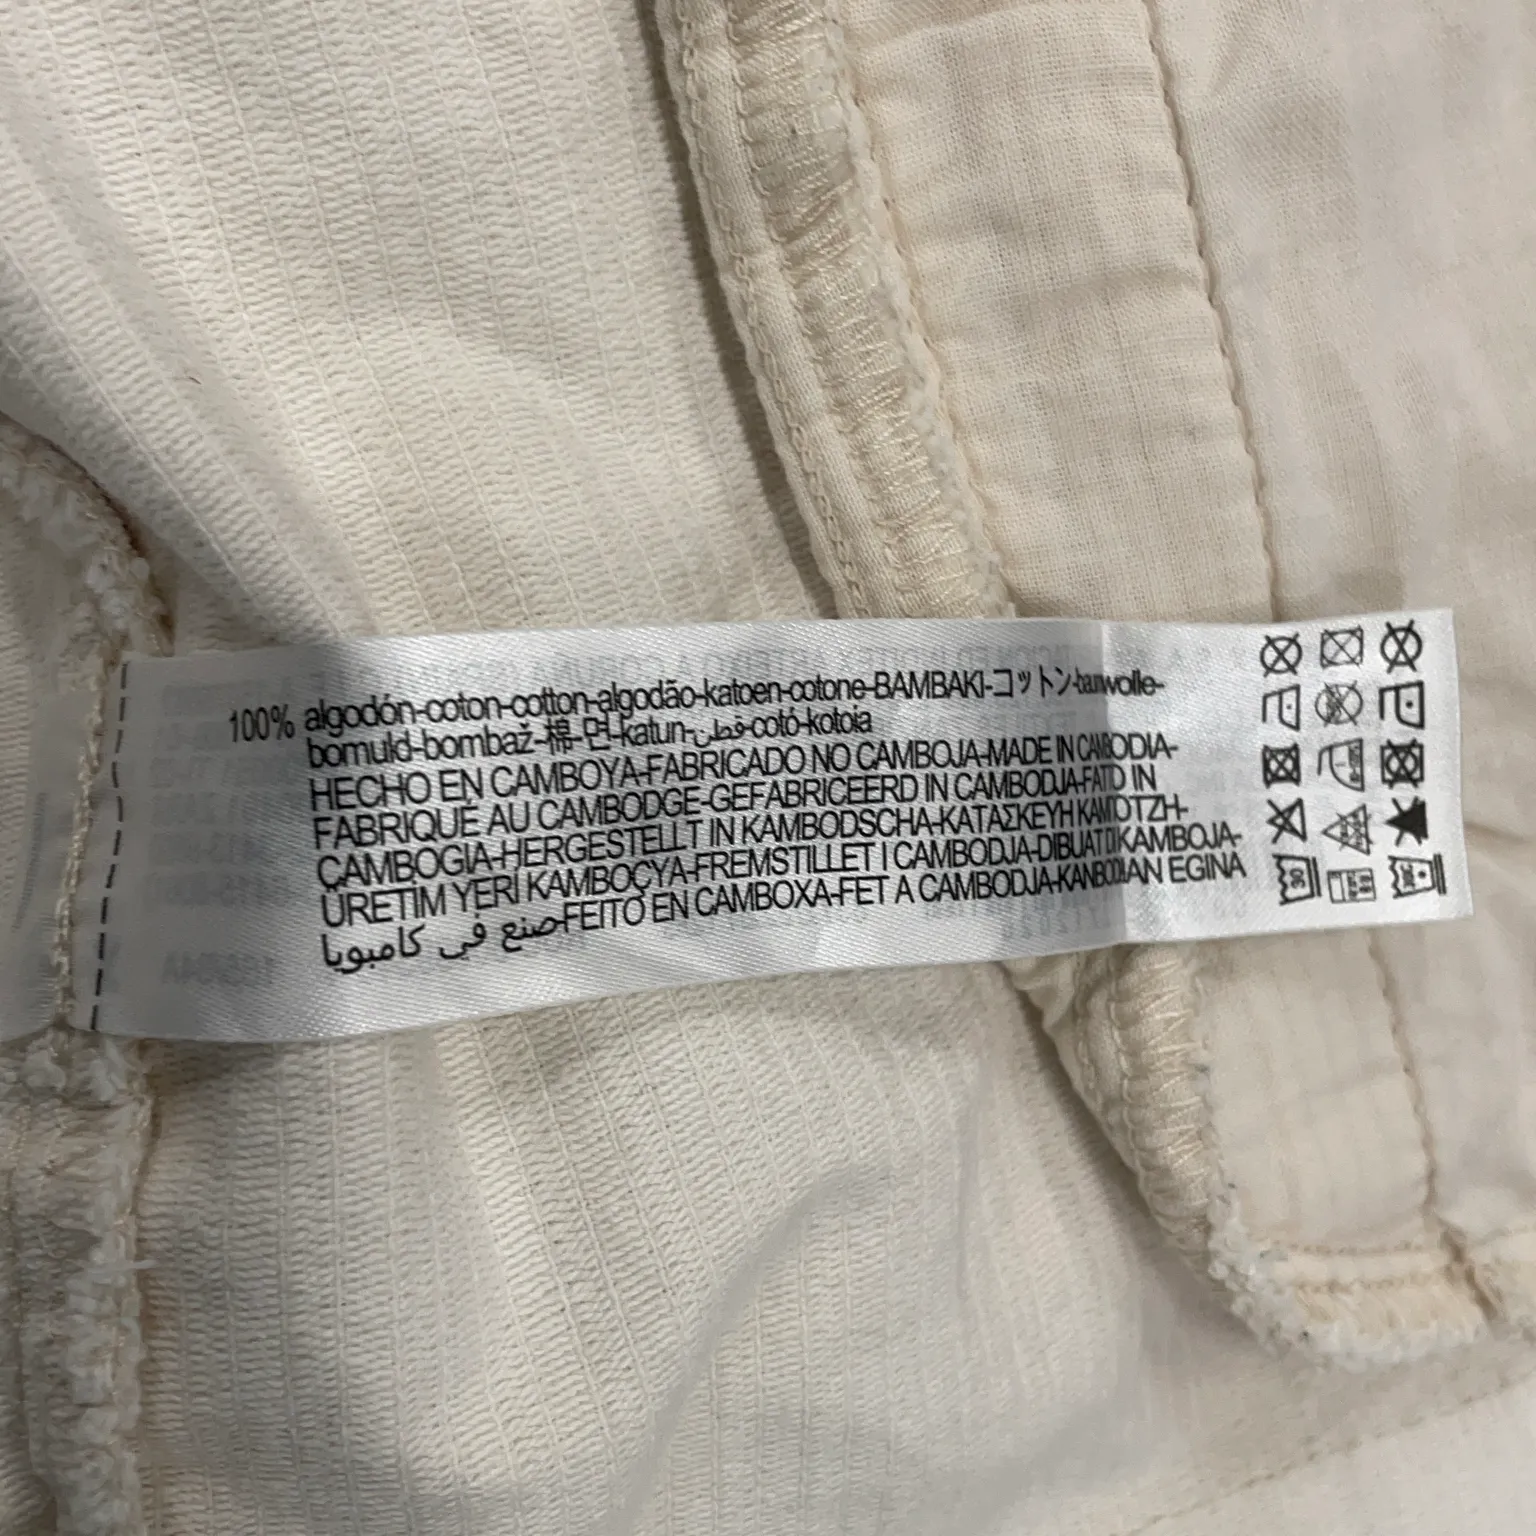 100% algodón-coton-cotton-algodão-katoen-cotone-BAMBAKI-コットン-baumwolle-
bomuld-bombaž-棉-면-katun-قطن-cotó-kotoia
HECHO EN CAMBOYA-FABRICADO NO CAMBOJA-MADE IN CAMBODIA-
FABRIQUÉ AU CAMBODGE-GEFABRICEERD IN CAMBODJA-FATTO IN
CAMBOGIA-HERGESTELLT IN KAMBODSCHA-ΚΑΤΑΣΚΕΥΗ ΚΑΜΠΟΤΖΗ-
ÜRETİM YERİ KAMBOÇYA-FREMSTILLET I CAMBODJA-DIBUAT DI KAMBOJA-
صنع في كامبوديا-FEITO EN CAMBOXA-FET A CAMBODJA-KANBODIAN EGINA